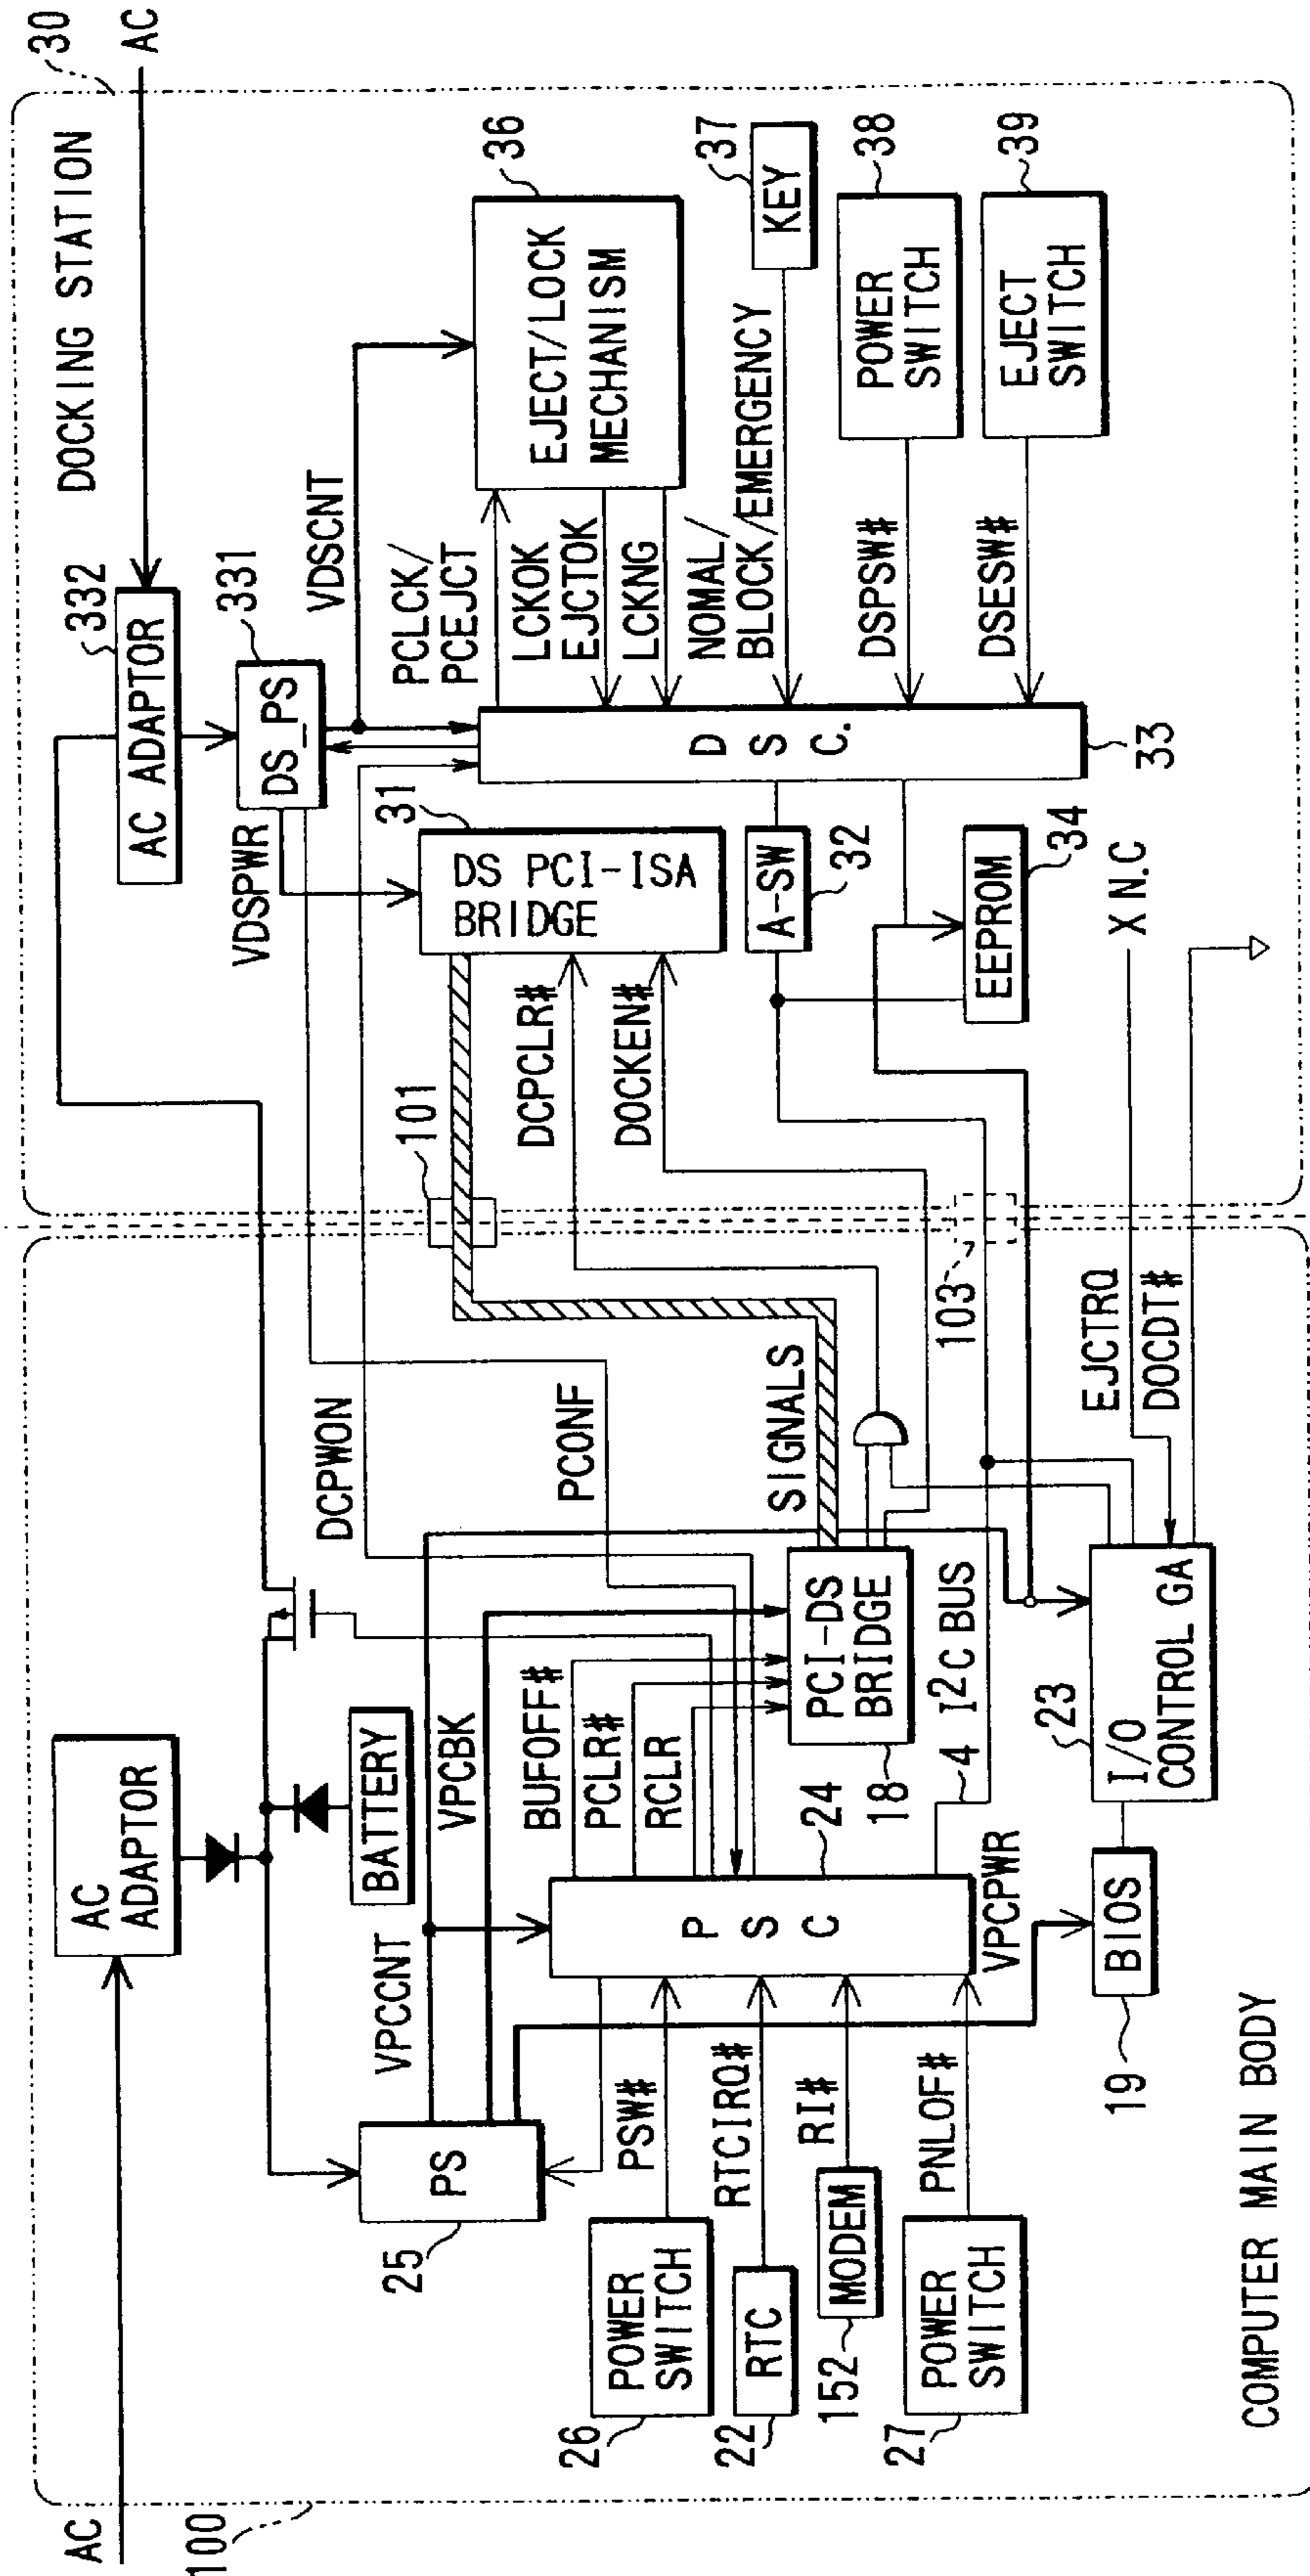 30
AC
DOCKING STATION
332
AC ADAPTOR
331
DS_PS
VDSCNT
VDSPWR
36
EJECT/LOCK
MECHANISM
PCLCK/
PCEJCT
LCKOK
EJCTOK
LCKNG
37
KEY
NOMAL/
BLOCK/EMERGENCY
38
POWER
SWITCH
DSPSW#
39
EJECT
SWITCH
DSESW#
D S C.
33
31
DS PCI-ISA
BRIDGE
A-SW
32
EEPROM
34
X N.C
101
DCPCLR#
DOCKEN#
103
EJCTRQ
DOCDT#
DCPWON
PCONF
SIGNALS
AC
ADAPTOR
BATTERY
VPCCNT
VPCBK
BUFOFF#
PCLR#
RCLR
PCI-DS
BRIDGE
18
24
P S C
4 I2C BUS
VPCPWR
23
I/O
CONTROL GA
BIOS
19
PS
25
PSW#
RTCIRQ#
RI#
PNLOF#
POWER
SWITCH
26
RTC
22
MODEM
152
POWER
SWITCH
27
COMPUTER MAIN BODY
AC
100